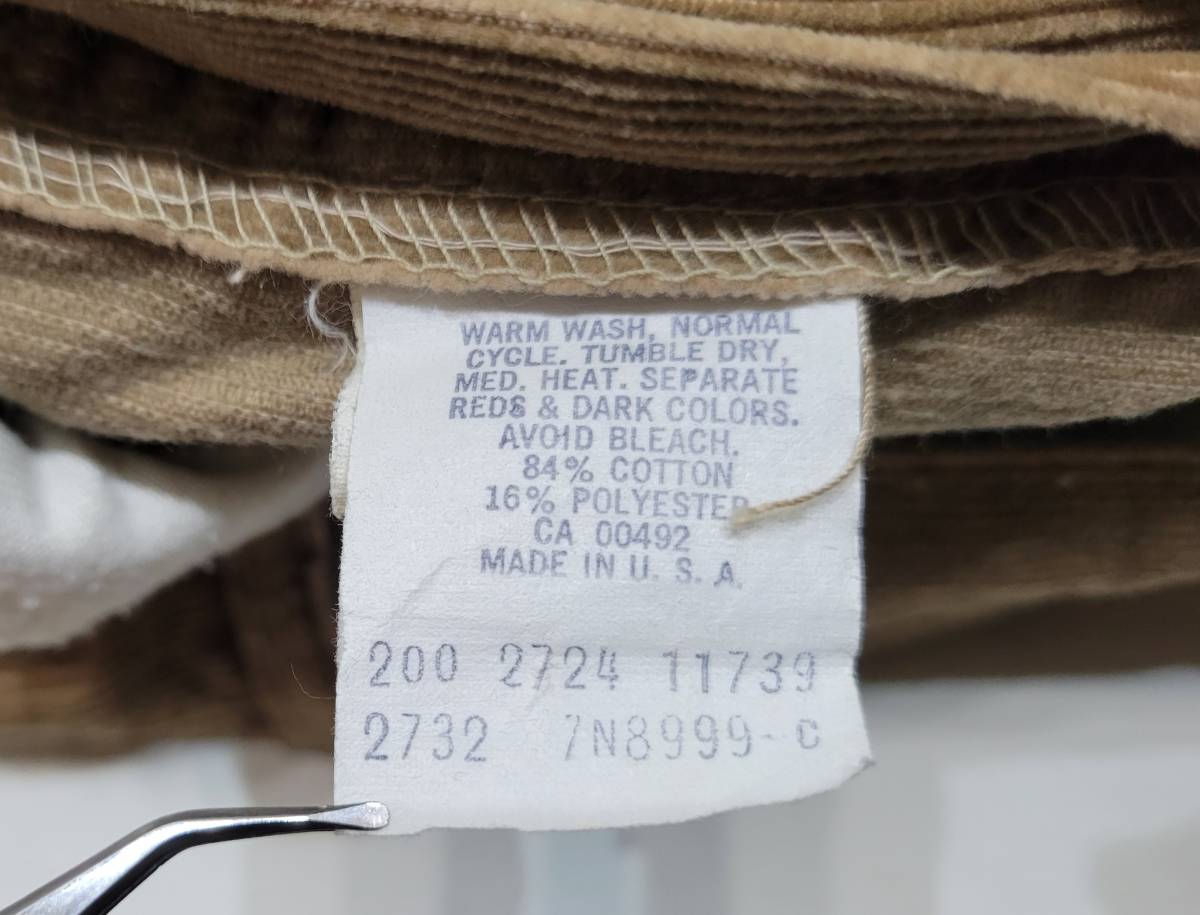 WARM WASH, NORMAL
CYCLE. TUMBLE DRY,
MED. HEAT. SEPARATE
REDS & DARK COLORS.
AVOID BLEACH.
84% COTTON
16% POLYESTER
CA 00492
MADE IN U. S. A.
200 2724 11739
2732 7N8999-C